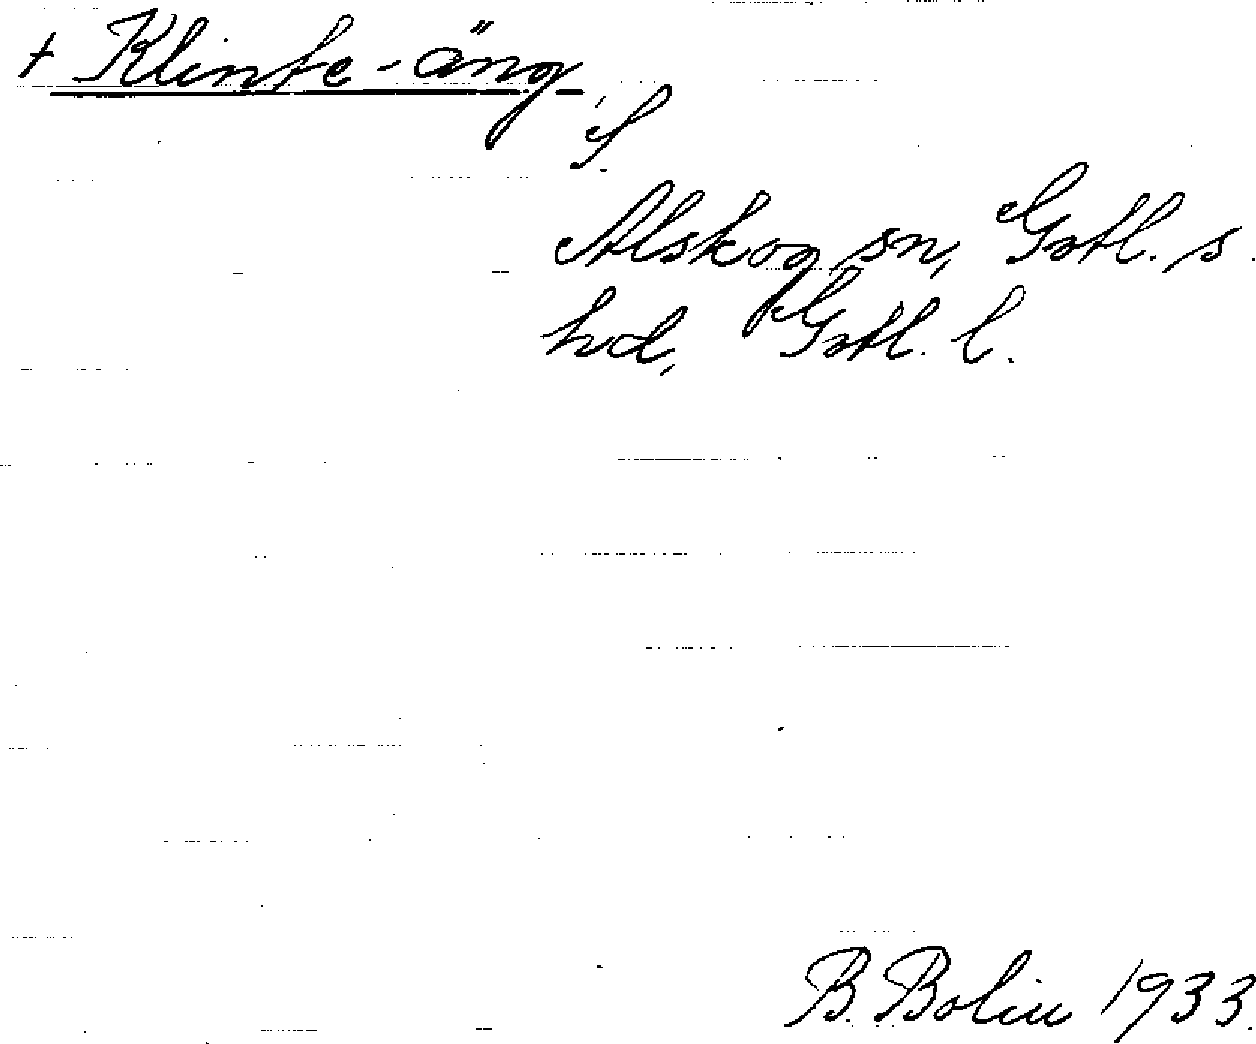 + Klinte-äng
S.
Alskog sn, Gotl. s.
hd, Gotl. l.
B. Bolin 1933.